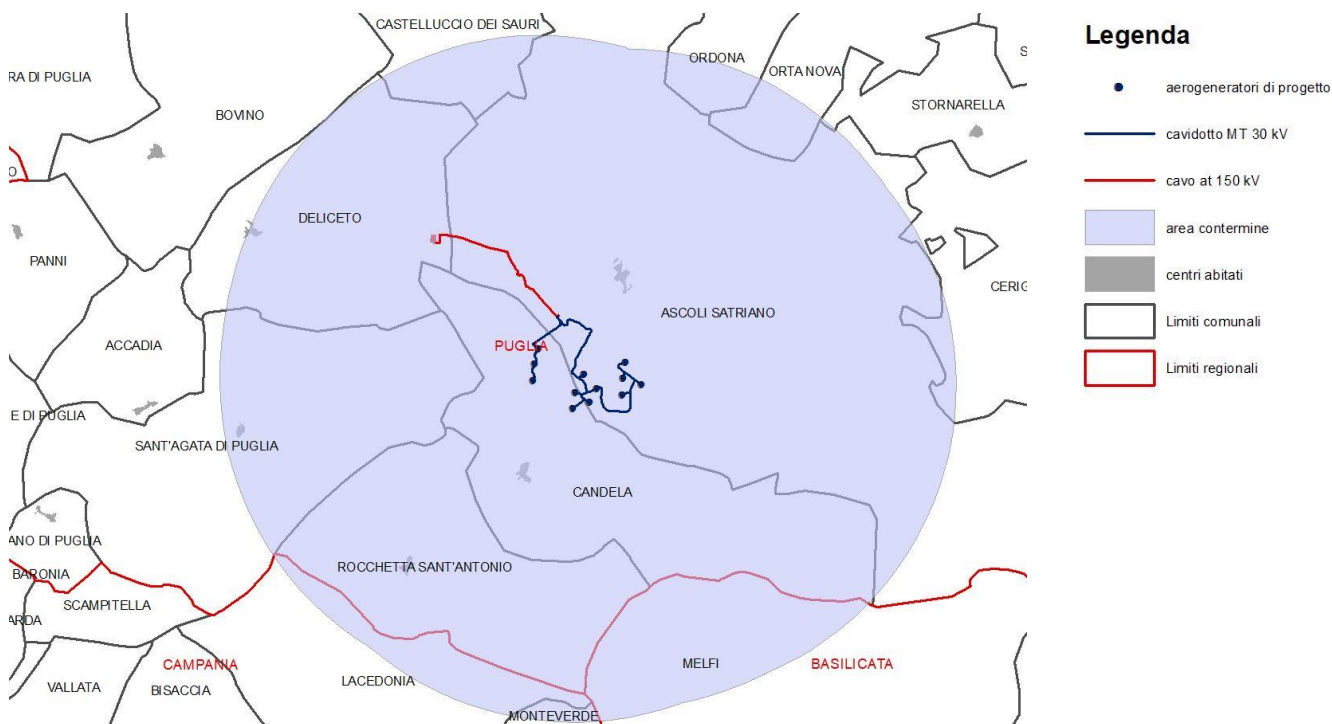 CASTELLUCCIO DEI SAURI
ORDONA
ORTA NOVA
S
RA DI PUGLIA
STORNARELLA
BOVINO
O
DELICETO
PANNI
CERIG
ASCOLI SATRIANO
ACCADIA
PUGLIA
E DI PUGLIA
SANT'AGATA DI PUGLIA
CANDELA
ANO DI PUGLIA
ROCCHETTA SANT'ANTONIO
BARONIA
SCAMPITELLA
ARDA
CAMPANIA
MELFI
BASILICATA
LACEDONIA
VALLATA
BISACCIA
MONTEVERDE
Legenda
aerogeneratori di progetto
cavidotto MT 30 kV
cavo at 150 kV
area contermine
centri abitati
Limiti comunali
Limiti regionali